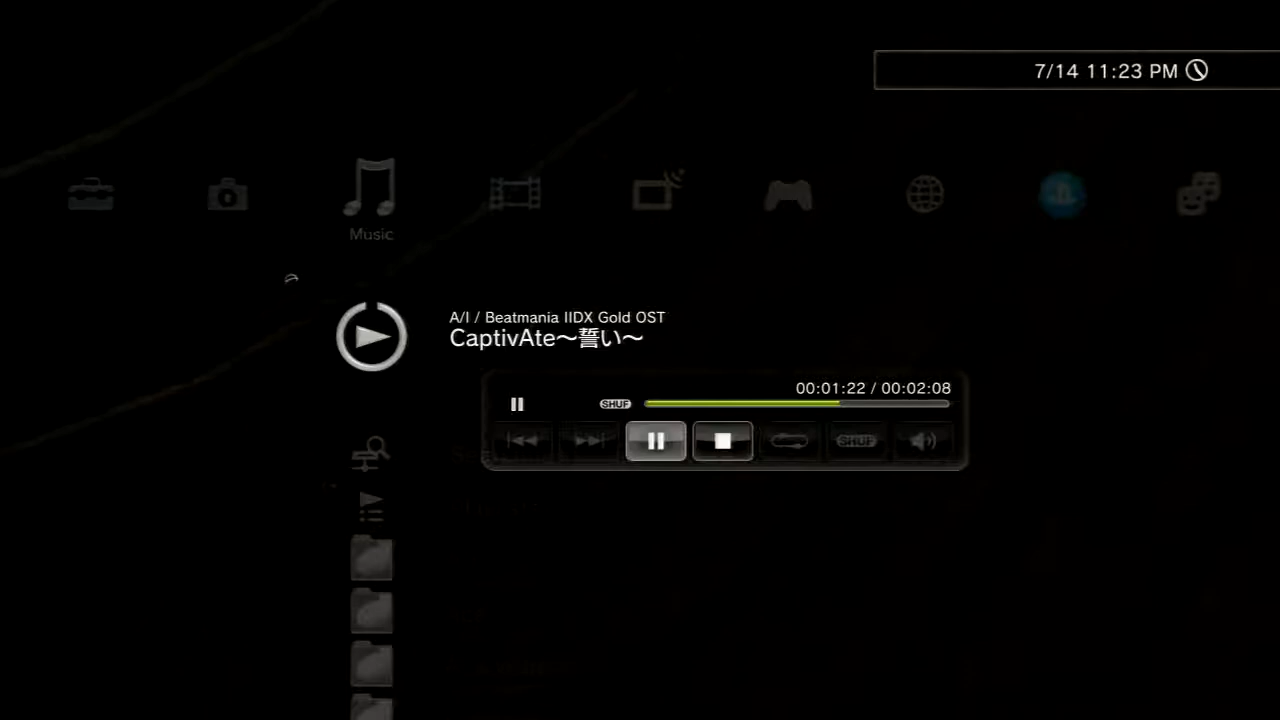 7/14 11:23 PM
Music
A/I / Beatmania IIDX Gold OST
CaptivAte〜誓い〜
00:01:22 / 00:02:08
SHUF
SHUF